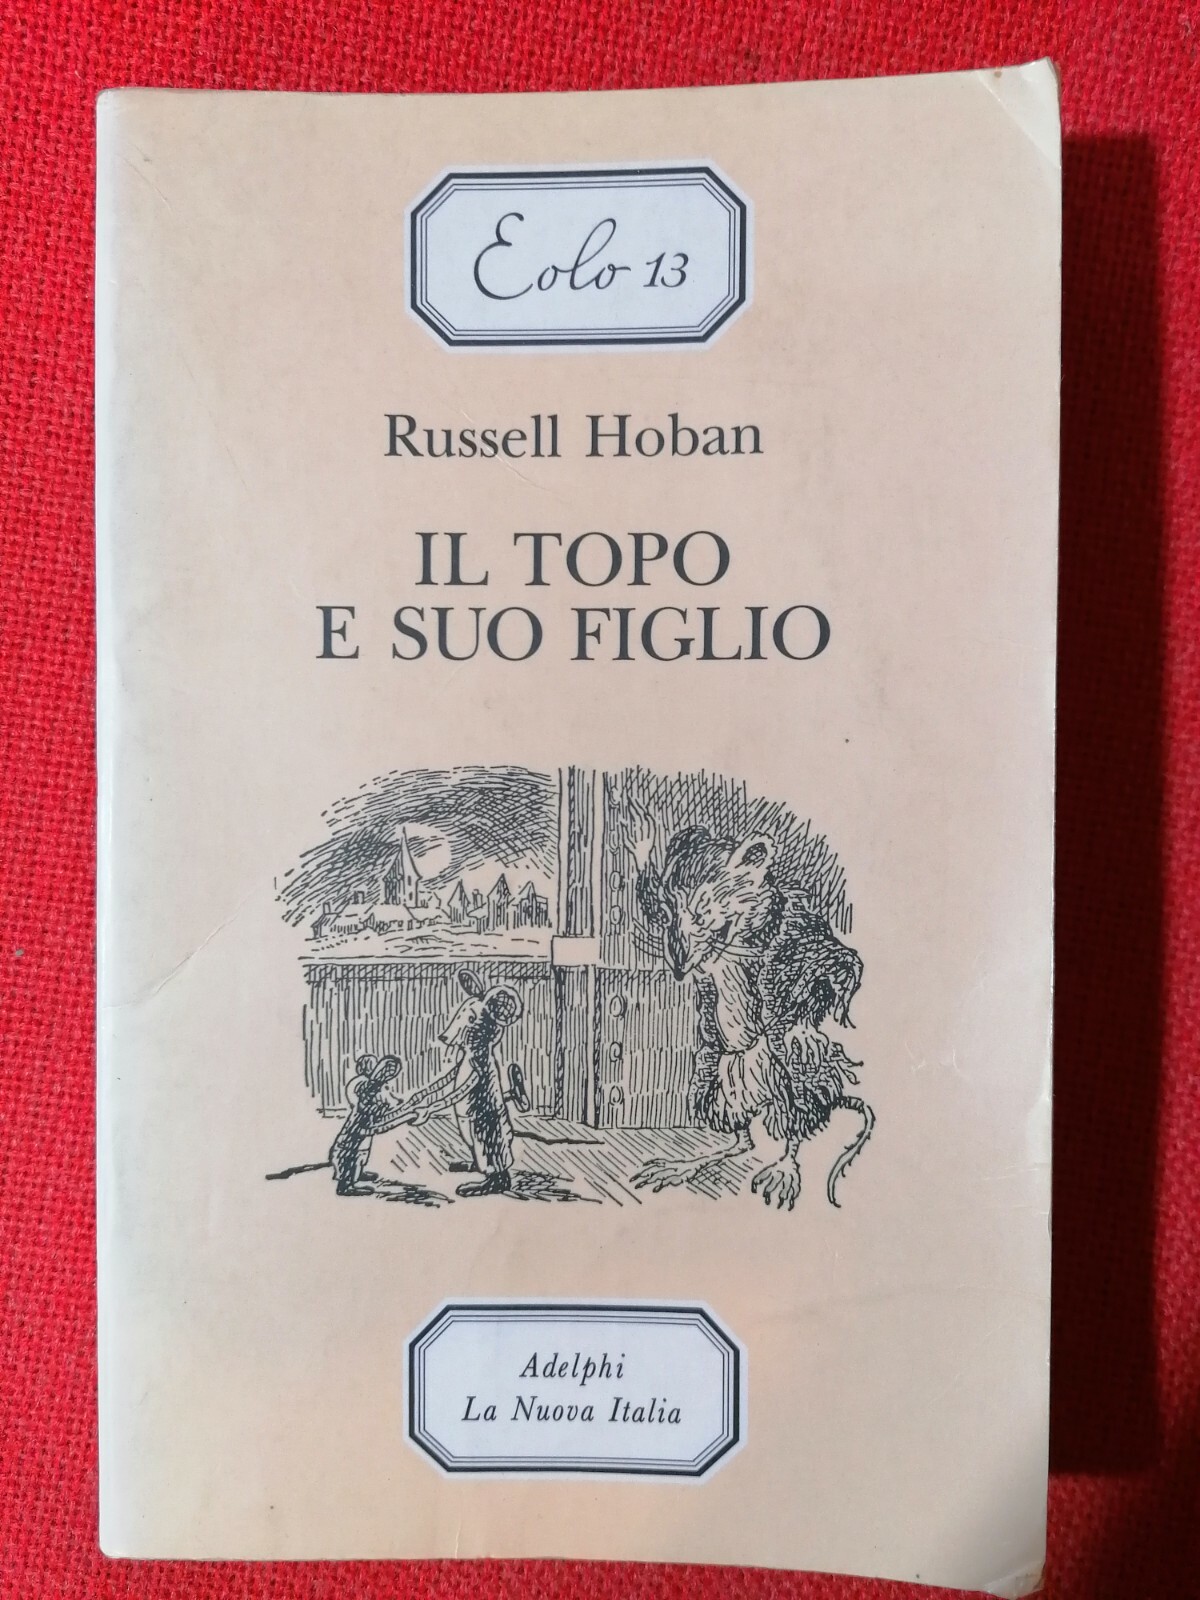 Eolo 13
Russell Hoban
IL TOPO
E SUO FIGLIO
Adelphi
La Nuova Italia